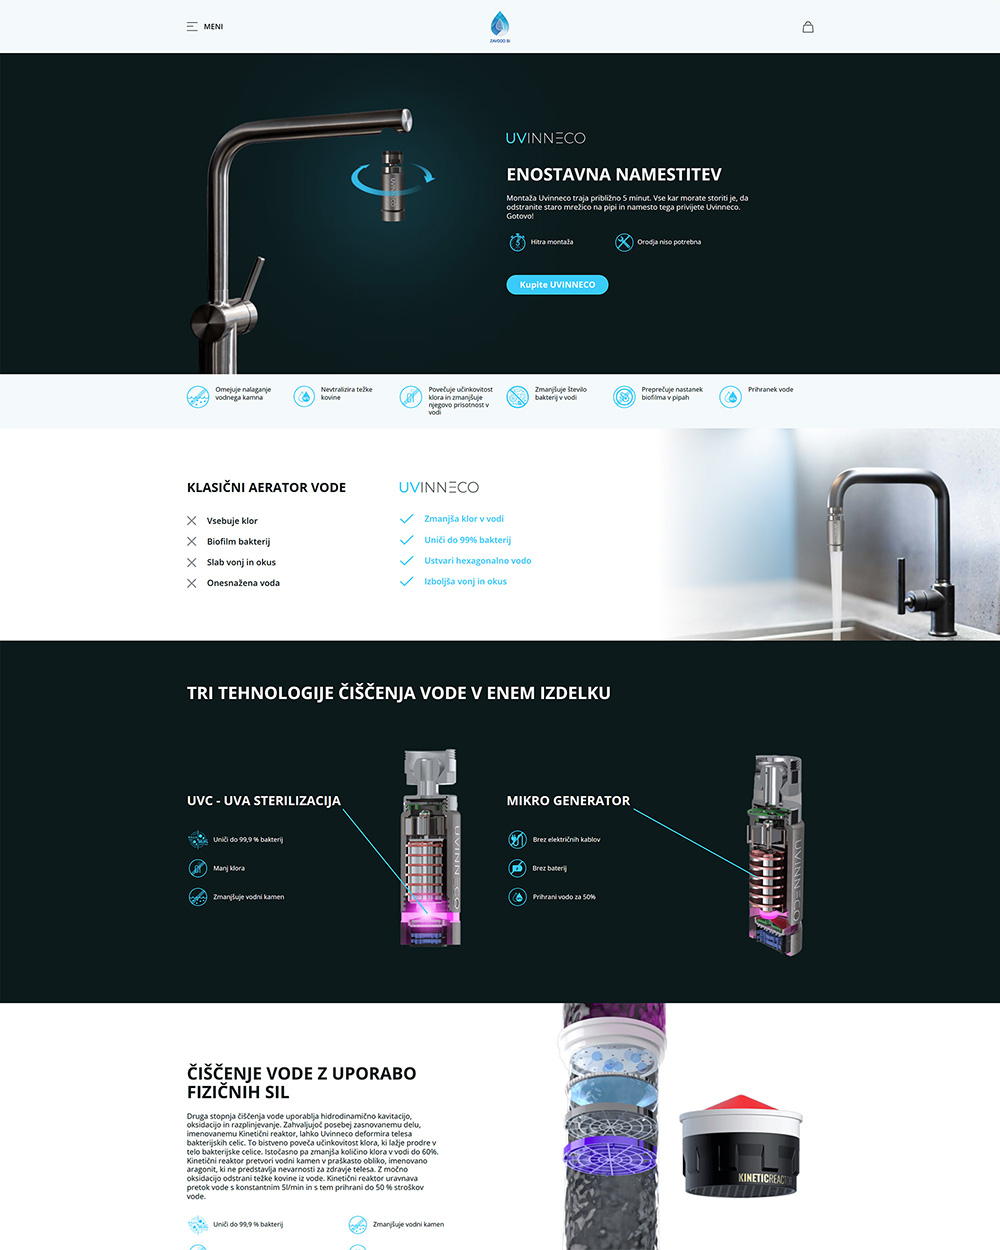 MENI
ZAVOOD BI
UVINNECO
ENOSTAVNA NAMESTITEV
Montaža Uvinneco traja približno 5 minut. Vse kar morate storiti je, da
odstranite staro mrežico na pipi in namesto tega privijete Uvinneco.
Gotovo!
Hitra montaža
Orodja niso potrebna
Kupite UVINNECO
Omejuje nalaganje
vodnega kamna
Nevtralizira težke
kovine
Povečuje učinkovitost
klora in zmanjšuje
njegovo prisotnost v
vodi
Zmanjšuje število
bakterij v vodi
Preprečuje nastanek
biofilma v pipah
Prihranek vode
KLASIČNI AERATOR VODE
Vsebuje klor
Biofilm bakterij
Slab vonj in okus
Onesnažena voda
UVINNECO
Zmanjša klor v vodi
Uniči do 99% bakterij
Ustvari hexagonalno vodo
Izboljša vonj in okus
TRI TEHNOLOGIJE ČIŠČENJA VODE V ENEM IZDELKU
UVC - UVA STERILIZACIJA
Uniči do 99,9 % bakterij
Manj klora
Zmanjšuje vodni kamen
MIKRO GENERATOR
Brez električnih kablov
Brez baterij
Prihrani vodo za 50%
UVINNECO
ČIŠČENJE VODE Z UPORABO
FIZIČNIH SIL
Druga stopnja čiščenja vode uporablja hidrodinamično kavitacijo,
oksidacijo in razplinjevanje. Zahvaljujoč posebej zasnovanemu delu,
imenovanemu Kinetični reaktor, lahko Uvinneco deformira telesa
bakterijskih celic. To bistveno poveča učinkovitost klora, ki lažje prodre v
telo bakterijske celice. Istočasno pa zmanjša količino klora v vodi do 60%.
Kinetični reaktor pretvori vodni kamen v praškasto obliko, imenovano
aragonit, ki ne predstavlja nevarnosti za zdravje telesa. Z močno
oksidacijo odstrani težke kovine iz vode. Kinetični reaktor uravnava
pretok vode s konstantnim 5l/min in s tem prihrani do 50 % stroškov
vode.
Uniči do 99,9 % bakterij
Zmanjšuje vodni kamen
KINETICREAC